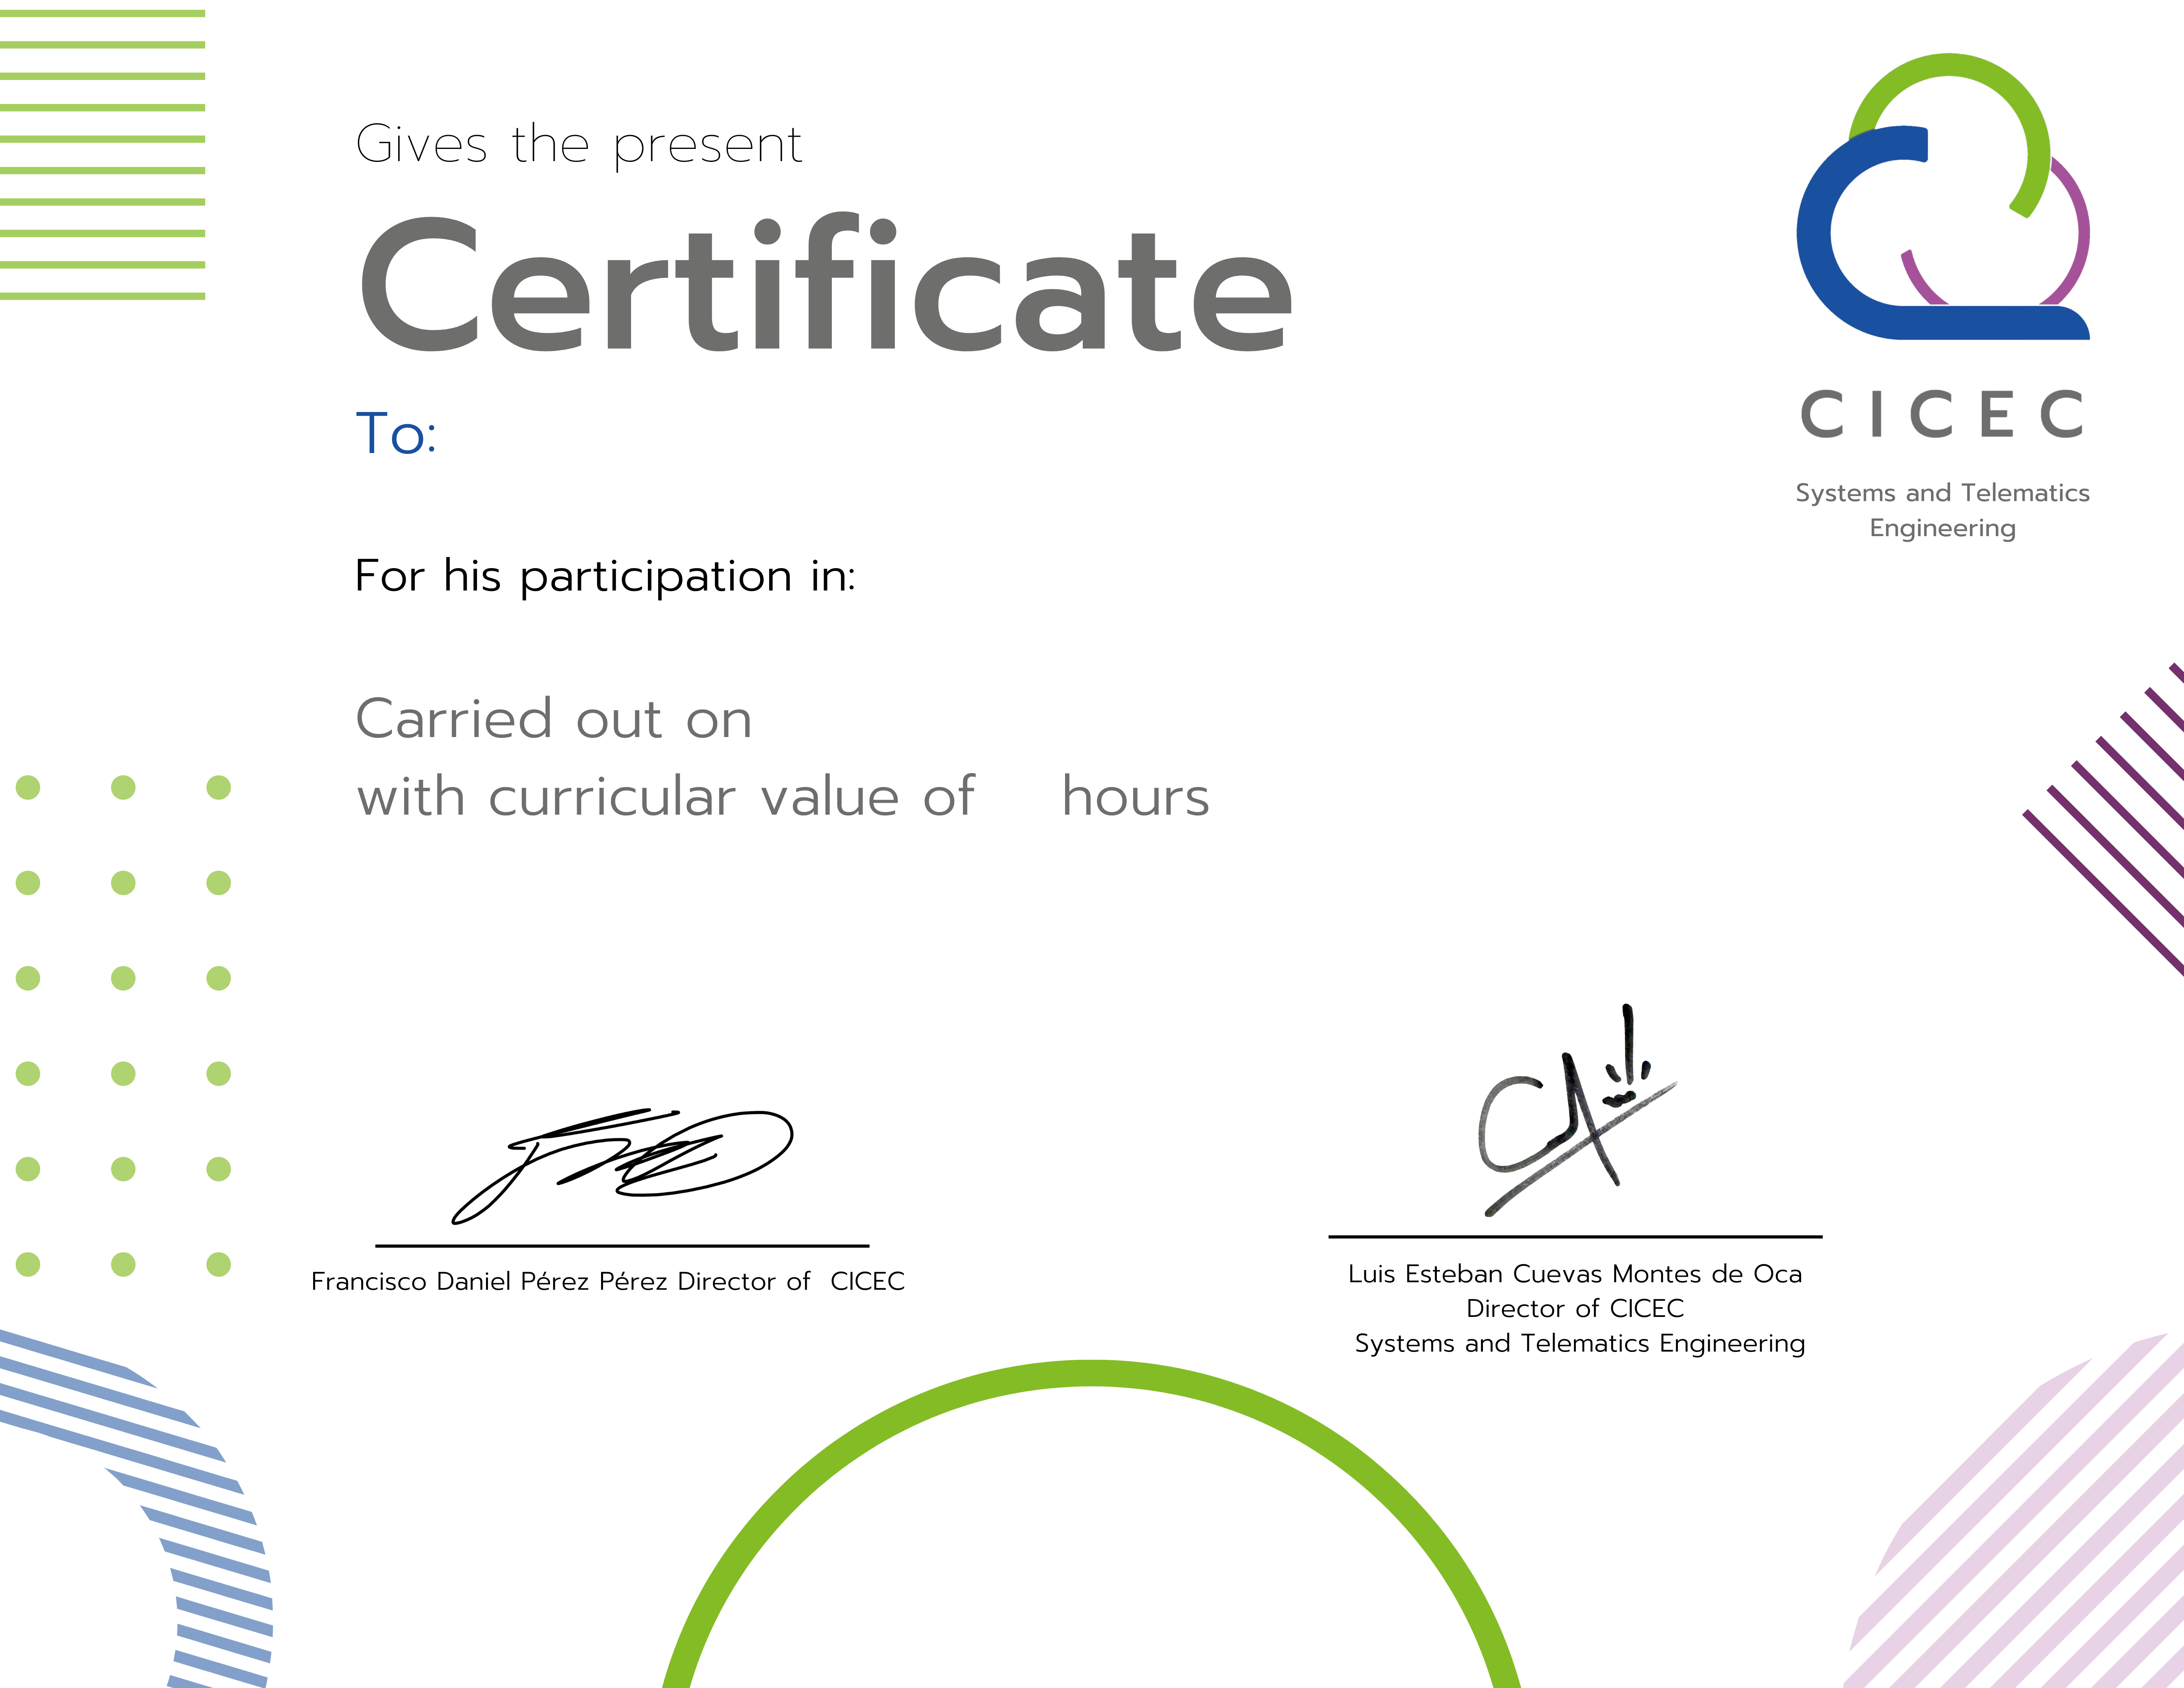 Gives the present
Certificate
To:
For his participation in:
Carried out on
with curricular value of hours
CICEC
Systems and Telematics
Engineering
Francisco Daniel Pérez Pérez Director of CICEC
Luis Esteban Cuevas Montes de Oca
Director of CICEC
Systems and Telematics Engineering